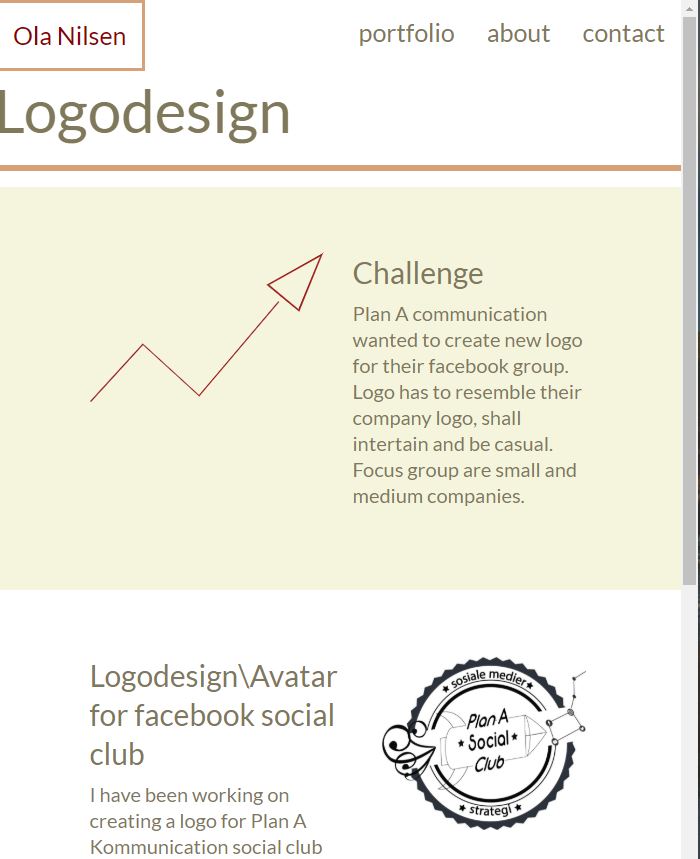 Ola Nilsen
portfolio about contact
Logodesign
Challenge
Plan A communication
wanted to create new logo
for their facebook group.
Logo has to resemble their
company logo, shall
intertain and be casual.
Focus group are small and
medium companies.
Logodesign\Avatar
for facebook social
club
I have been working on
creating a logo for Plan A
Kommunication social club
sosiale medier
Plan A
Social
Club
strategi